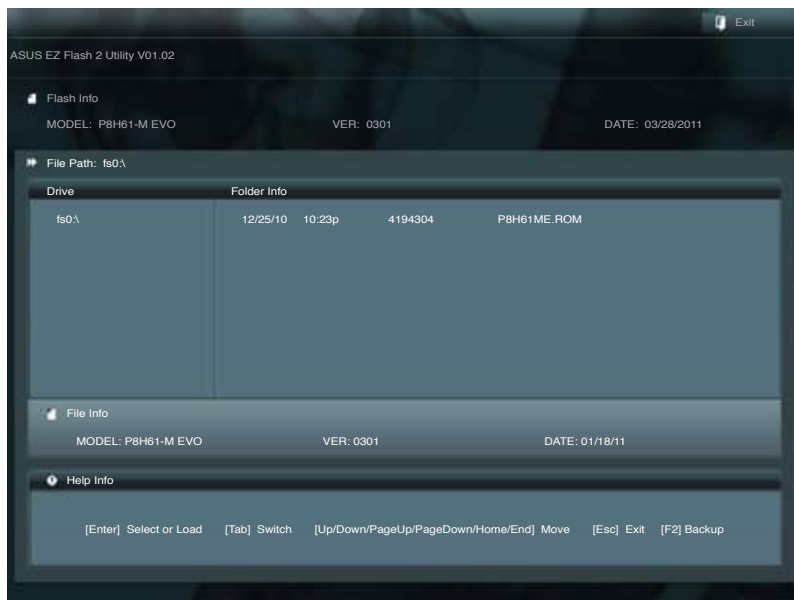 Exit
ASUS EZ Flash 2 Utility V01.02
Flash Info
MODEL: P8H61-M EVO VER: 0301 DATE: 03/28/2011
File Path: fs0:\
Drive Folder Info
fs0:\ 12/25/10 10:23p 4194304 P8H61ME.ROM
File Info
MODEL: P8H61-M EVO VER: 0301 DATE: 01/18/11
Help Info
[Enter] Select or Load [Tab] Switch [Up/Down/PageUp/PageDown/Home/End] Move [Esc] Exit [F2] Backup